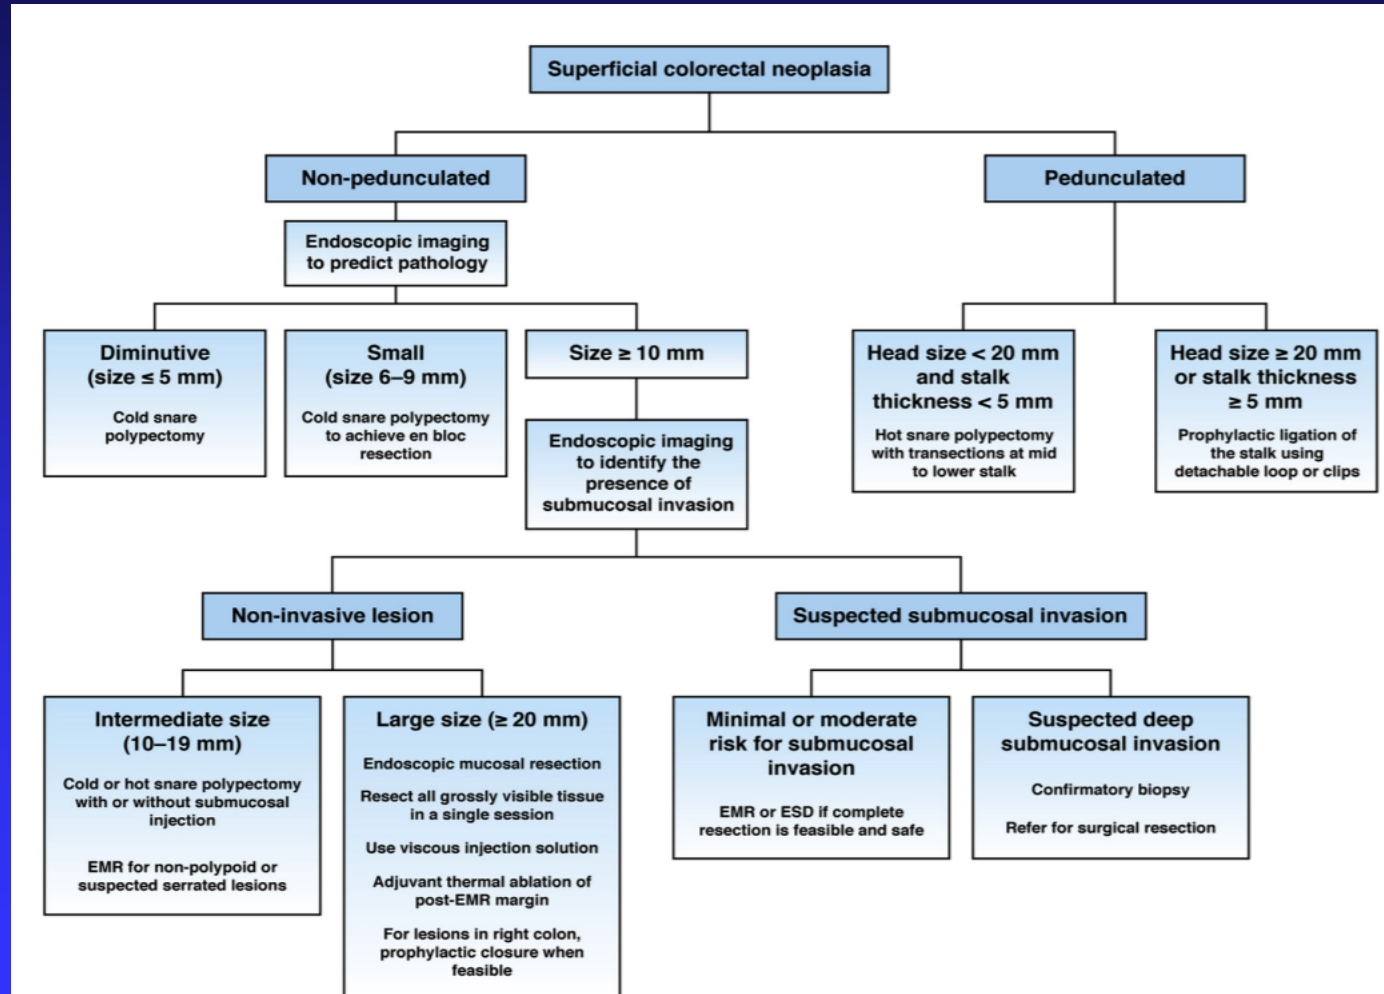 Superficial colorectal neoplasia
Non-pedunculated
Pedunculated
Endoscopic imaging
to predict pathology
Diminutive
(size ≤ 5 mm)
Cold snare
polypectomy
Small
(size 6–9 mm)
Cold snare polypectomy
to achieve en bloc
resection
Size ≥ 10 mm
Endoscopic imaging
to identify the
presence of
submucosal invasion
Head size < 20 mm
and stalk
thickness < 5 mm
Hot snare polypectomy
with transections at mid
to lower stalk
Head size ≥ 20 mm
or stalk thickness
≥ 5 mm
Prophylactic ligation of
the stalk using
detachable loop or clips
Non-invasive lesion
Suspected submucosal invasion
Intermediate size
(10–19 mm)
Cold or hot snare polypectomy
with or without submucosal
injection
EMR for non-polypoid or
suspected serrated lesions
Large size (≥ 20 mm)
Endoscopic mucosal resection
Resect all grossly visible tissue
in a single session
Use viscous injection solution
Adjuvant thermal ablation of
post-EMR margin
For lesions in right colon,
prophylactic closure when
feasible
Minimal or moderate
risk for submucosal
invasion
EMR or ESD if complete
resection is feasible and safe
Suspected deep
submucosal invasion
Confirmatory biopsy
Refer for surgical resection